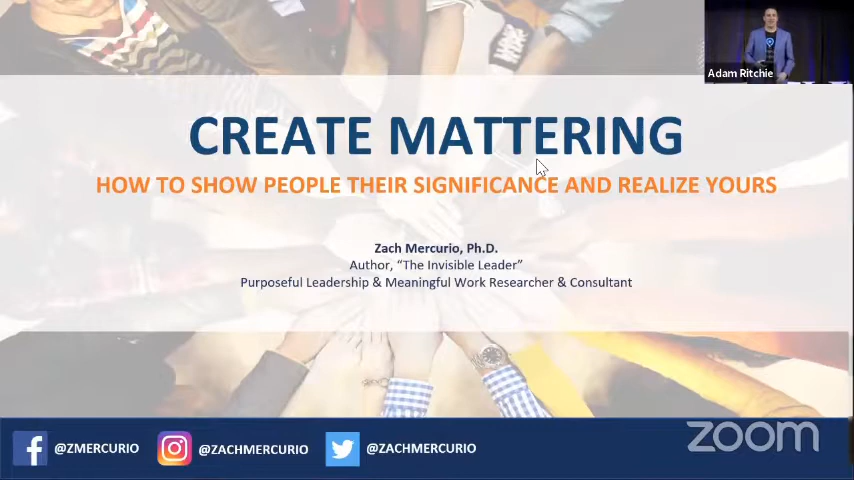 Adam Ritchie
CREATE MATTERING
HOW TO SHOW PEOPLE THEIR SIGNIFICANCE AND REALIZE YOURS
Zach Mercurio, Ph.D.
Author, “The Invisible Leader”
Purposeful Leadership & Meaningful Work Researcher & Consultant
@ZMERCURIO
@ZACHMERCURIO
@ZACHMERCURIO
zoom